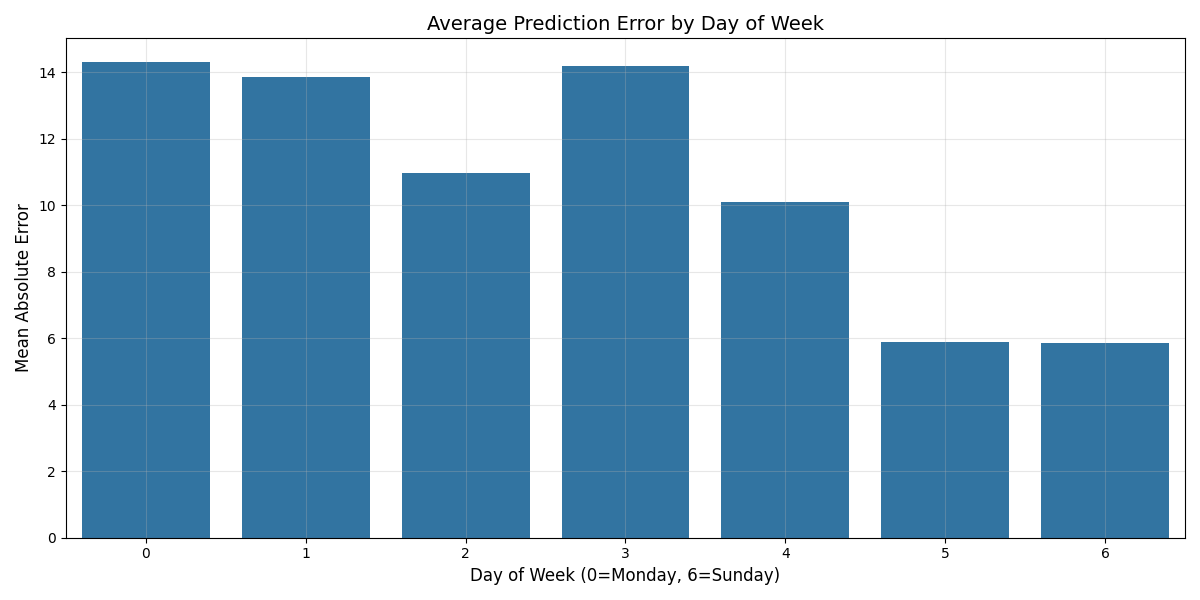 Average Prediction Error by Day of Week
Mean Absolute Error
14
12
10
8
6
4
2
0
0 1 2 3 4 5 6
Day of Week (0=Monday, 6=Sunday)